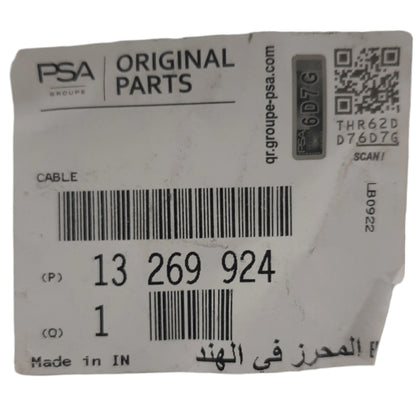 PSA
GROUPE
ORIGINAL
PARTS
qr.groupe-psa.com
PSA 6D7G
THR62D
D76D7G
SCAN!
CABLE
LB0922
(P) 13 269 924
(Q) 1
Made in IN
المحرز في الهند